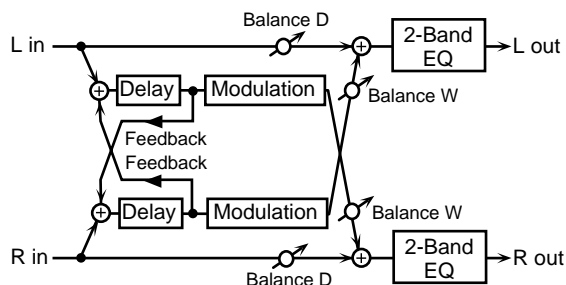 Balance D
L in
2-Band
EQ
L out
Delay
Modulation
Balance W
Feedback
Feedback
Delay
Modulation
Balance W
R in
2-Band
EQ
R out
Balance D